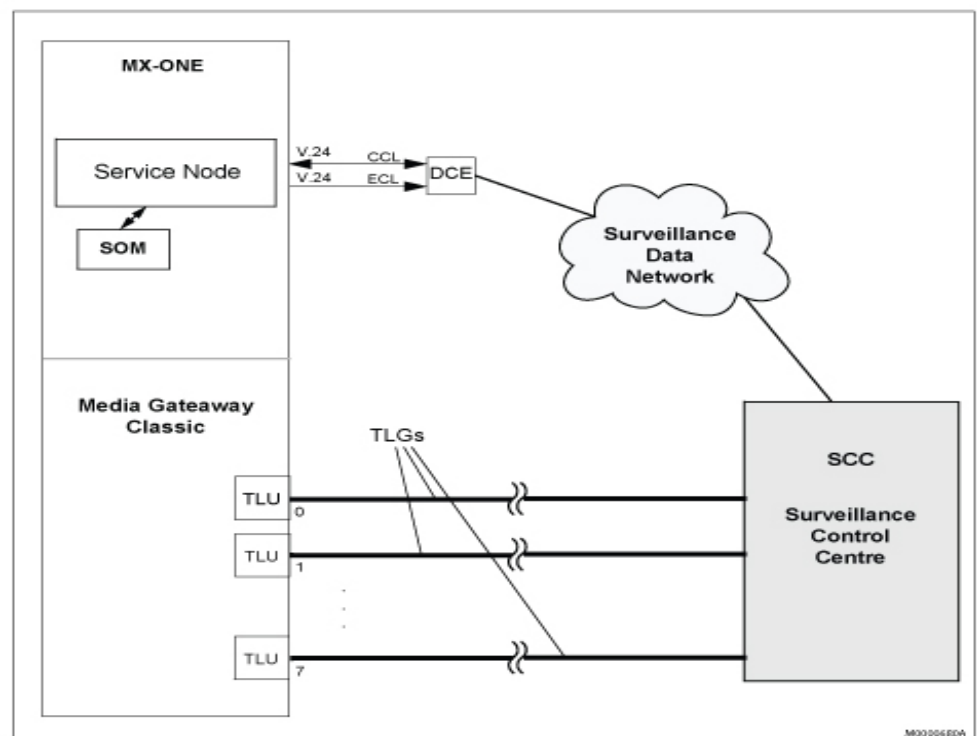 MX-ONE
Service Node
SOM
V.24 CCL
V.24 ECL
DCE
Surveillance
Data
Network
Media Gateaway
Classic
TLGs
TLU
0
TLU
1
TLU
7
SCC
Surveillance
Control
Centre